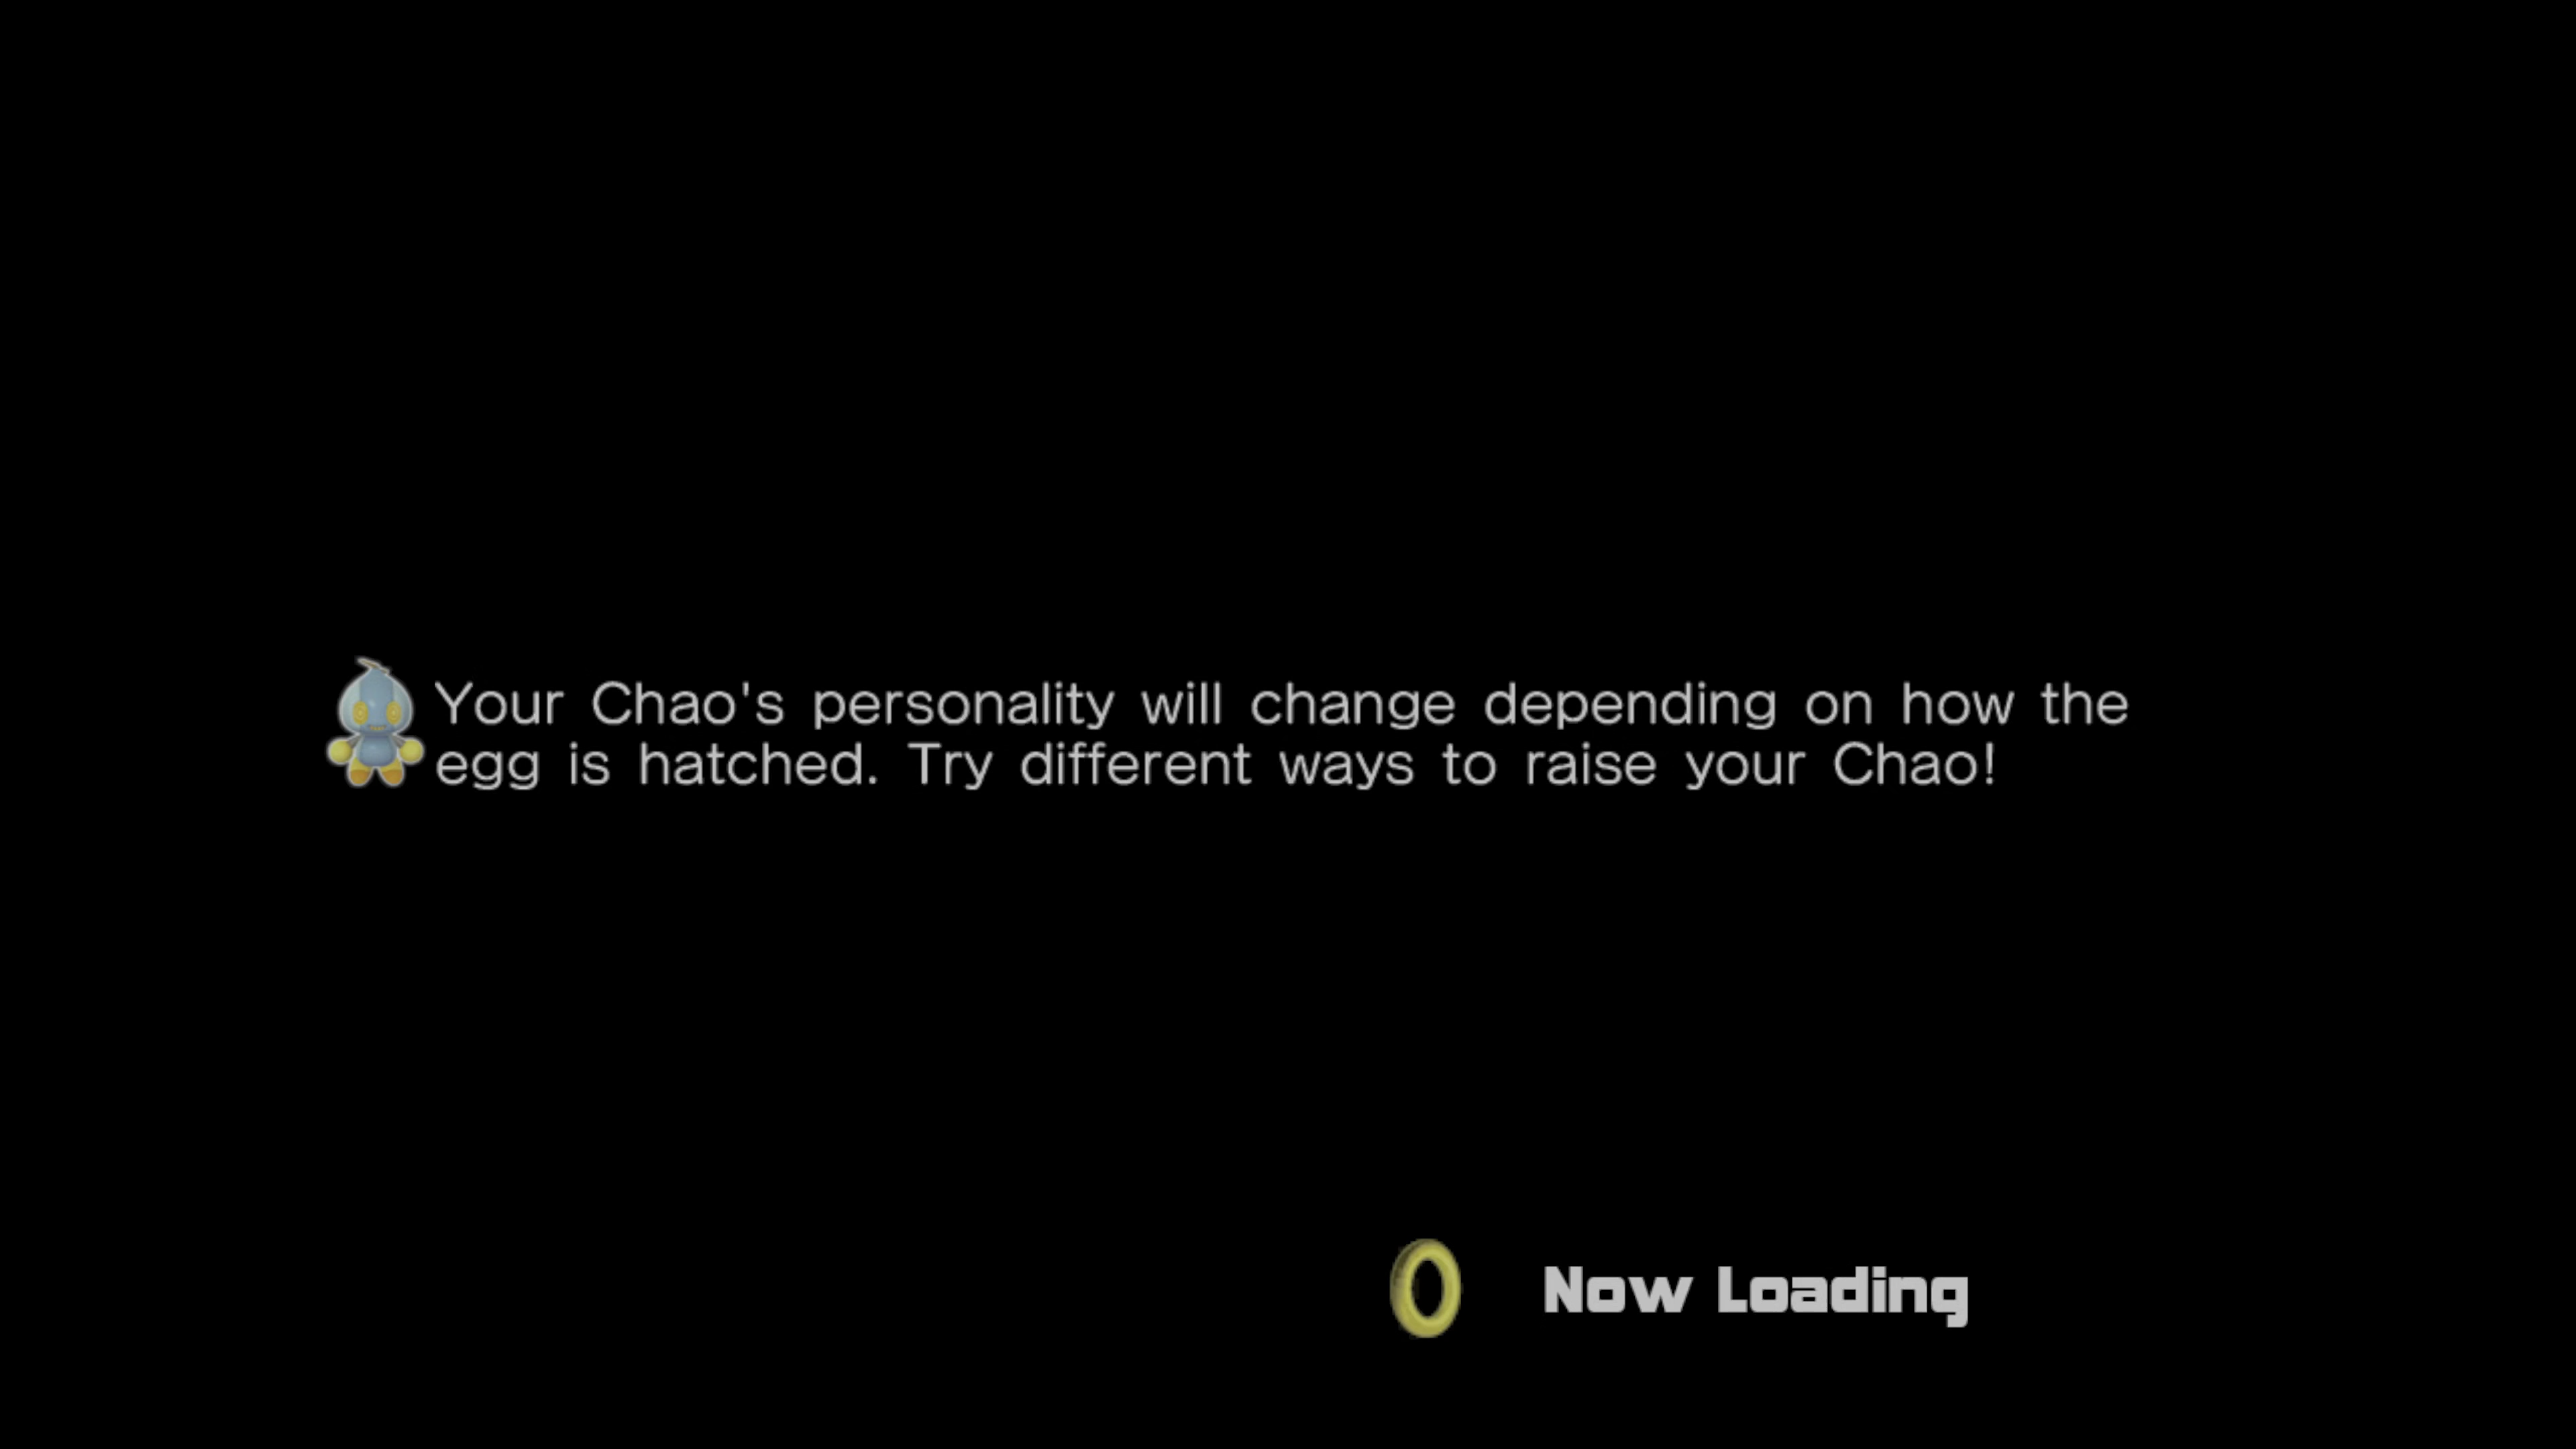 Your Chao's personality will change depending on how the
egg is hatched. Try different ways to raise your Chao!
Now Loading